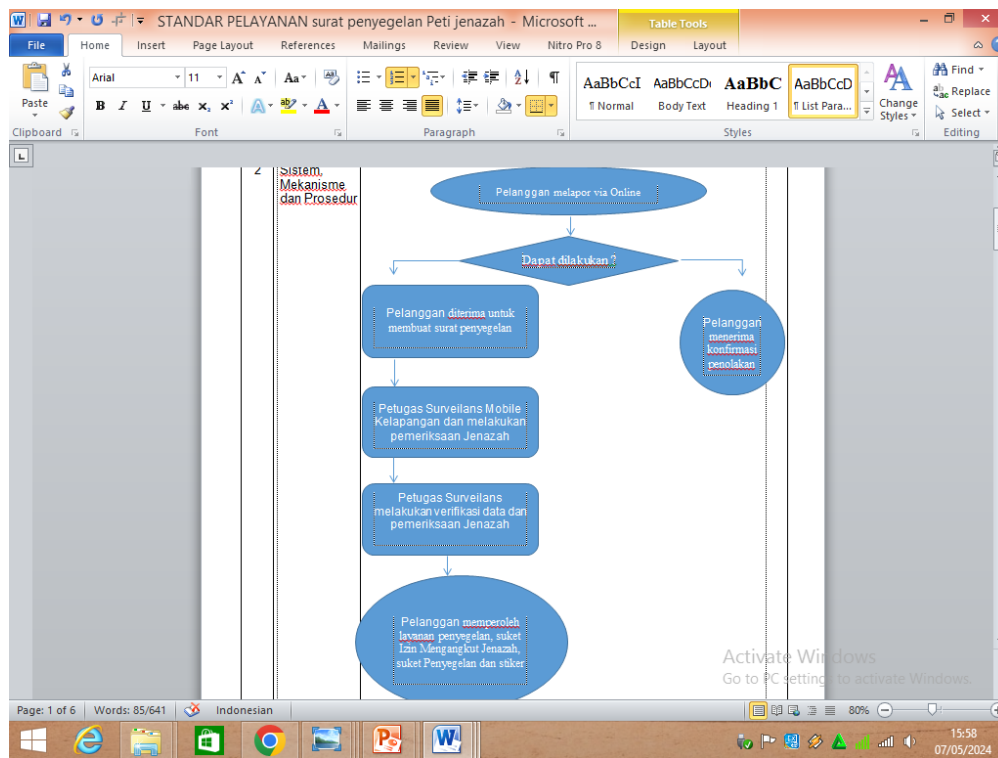 STANDAR PELAYANAN surat penyegelan Peti jenazah - Microsoft ...
Table Tools
File Home Insert Page Layout References Mailings Review View Nitro Pro 8 Design Layout
Paste
Arial 11
Aa
B I U abc x₂ x²
Clipboard Font Paragraph Styles Editing
AaBbCcI AaBbCcD AaBbC AaBbCcD
¶ Normal Body Text Heading 1 ¶ List Para...
Change Styles
Find
Replace
Select
2 Sistem,
Mekanisme
dan Prosedur
Pelanggan melapor via Online
Dapat dilakukan ?
Pelanggan diterima untuk
membuat surat penyegelan
Pelanggan
menerima
konfirmasi
penolakan
Petugas Surveilans Mobile
Kelapangan dan melakukan
pemeriksaan Jenazah
Petugas Surveilans
melakukan verifikasi data dan
pemeriksaan Jenazah
Pelanggan memperoleh
layanan penyegelan, suket
Izin Mengangkut Jenazah,
suket Penyegelan dan stiker
Activate Windows
Go to PC settings to activate Windows.
Page: 1 of 6 Words: 85/641 Indonesian 80%
15:58
07/05/2024